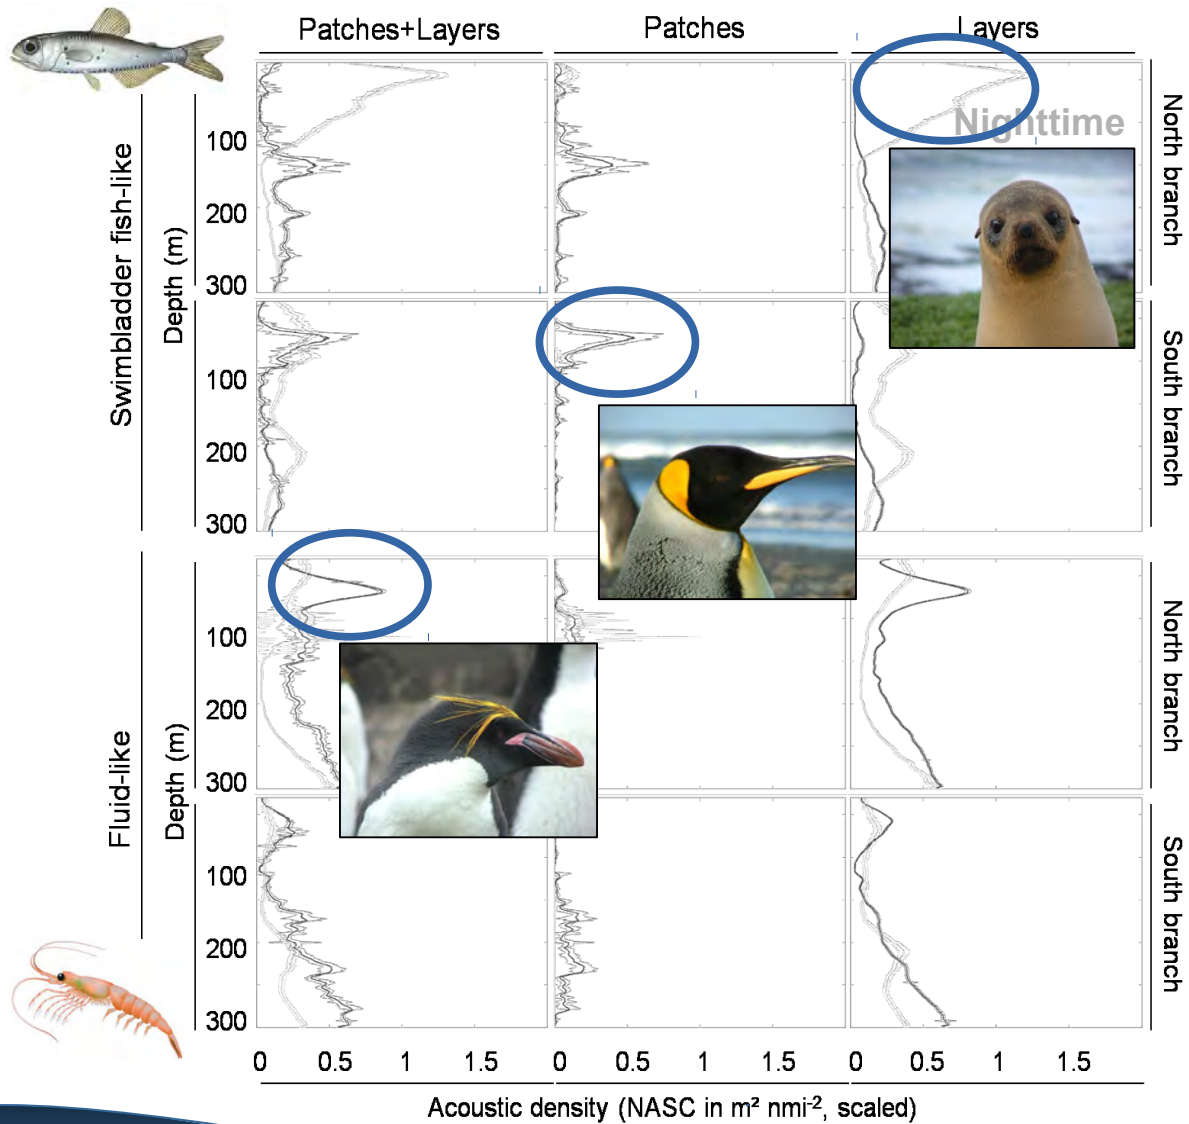 Patches+Layers
Patches
Layers
Swimbladder fish-like
Depth (m)
100
200
300
Nighttime
North branch
100
200
300
South branch
Fluid-like
Depth (m)
100
200
300
North branch
100
200
300
South branch
0 0.5 1 1.5
0 0.5 1 1.5
0 0.5 1 1.5
Acoustic density (NASC in m² nmi⁻², scaled)